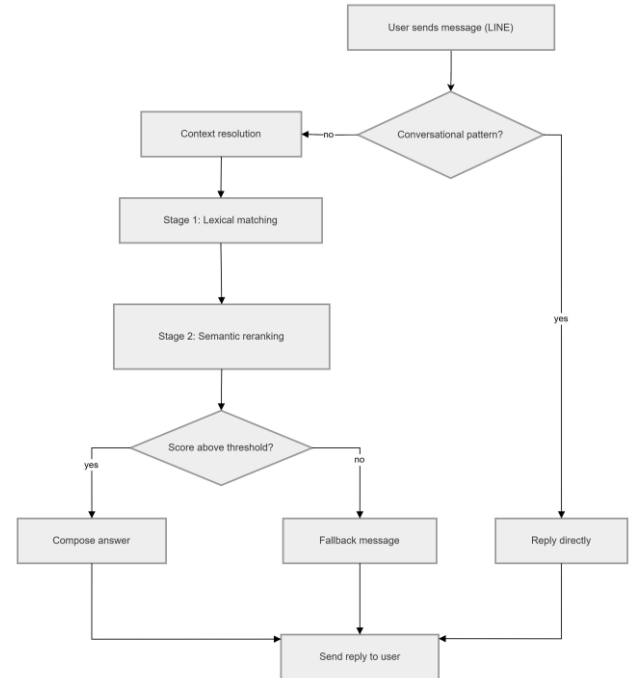 User sends message (LINE)
Conversational pattern?
no
Context resolution
Stage 1: Lexical matching
yes
Stage 2: Semantic reranking
Score above threshold?
yes
no
Compose answer
Fallback message
Reply directly
Send reply to user